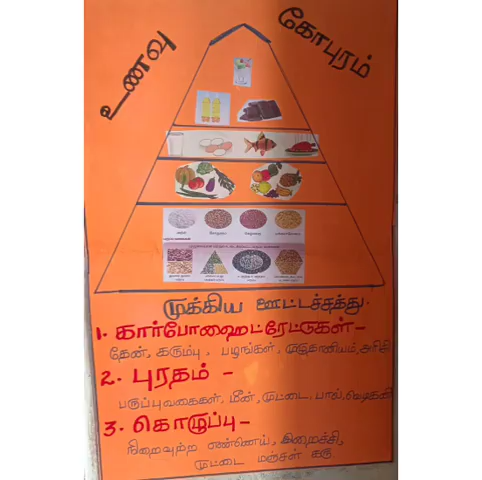 உணவு கோபுரம்
முக்கிய ஊட்டச்சத்து.
1. கார்போஹைட்ரேட்டுகள் -
தேன், கரும்பு, பழங்கள், முழுதானியம், அரிசி
2. புரதம் -
பருப்புவகைகள், மீன், முட்டை, பால்,
3. கொழுப்பு -
நிறைவுற்ற எண்ணெய், இறைச்சி,
முட்டை மஞ்சள் கரு.